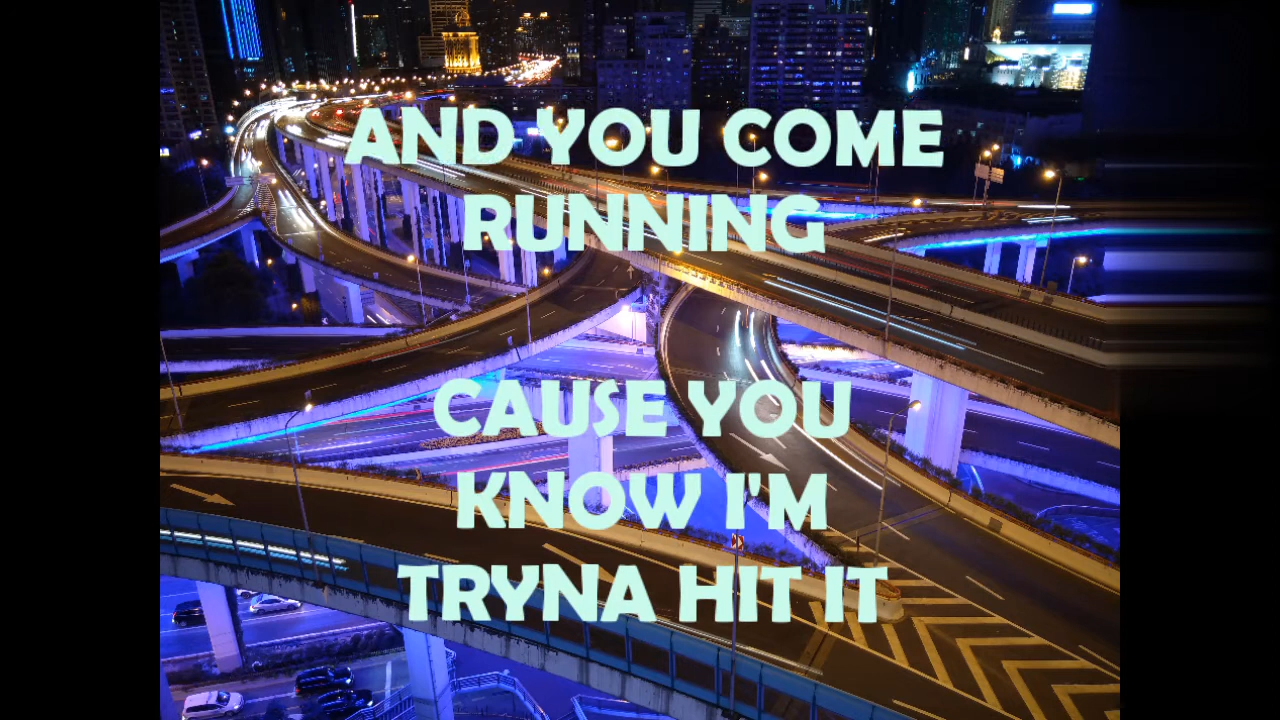 AND YOU COME
RUNNING
CAUSE YOU
KNOW I'M
TRYNA HIT IT